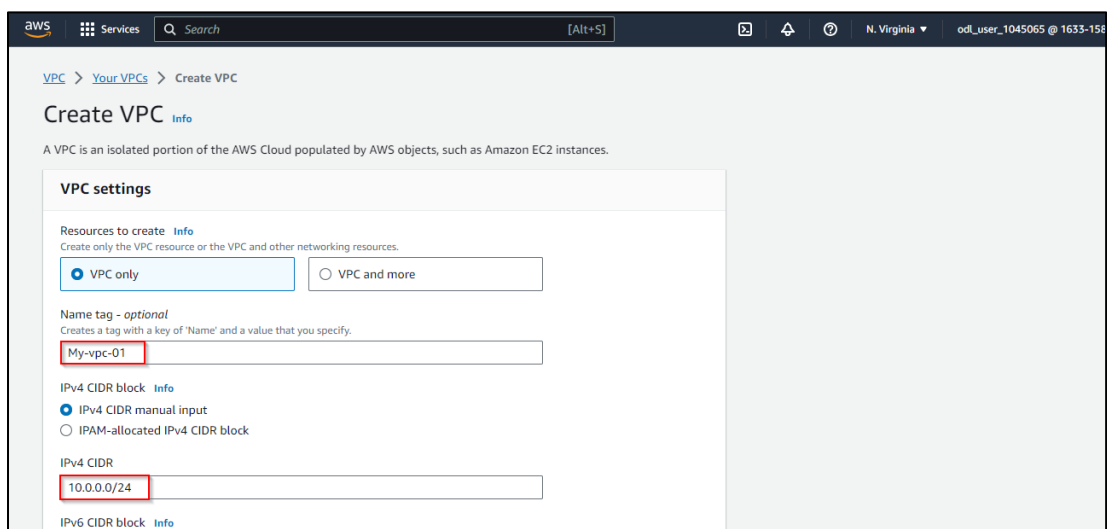 aws Services Search [Alt+S] N. Virginia ▼ odl_user_1045065 @ 1633-158
VPC > Your VPCs > Create VPC
Create VPC Info
A VPC is an isolated portion of the AWS Cloud populated by AWS objects, such as Amazon EC2 instances.
VPC settings
Resources to create Info
Create only the VPC resource or the VPC and other networking resources.
VPC only VPC and more
Name tag - optional
Creates a tag with a key of 'Name' and a value that you specify.
My-vpc-01
IPv4 CIDR block Info
IPv4 CIDR manual input
IPAM-allocated IPv4 CIDR block
IPv4 CIDR
10.0.0.0/24
IPv6 CIDR block Info